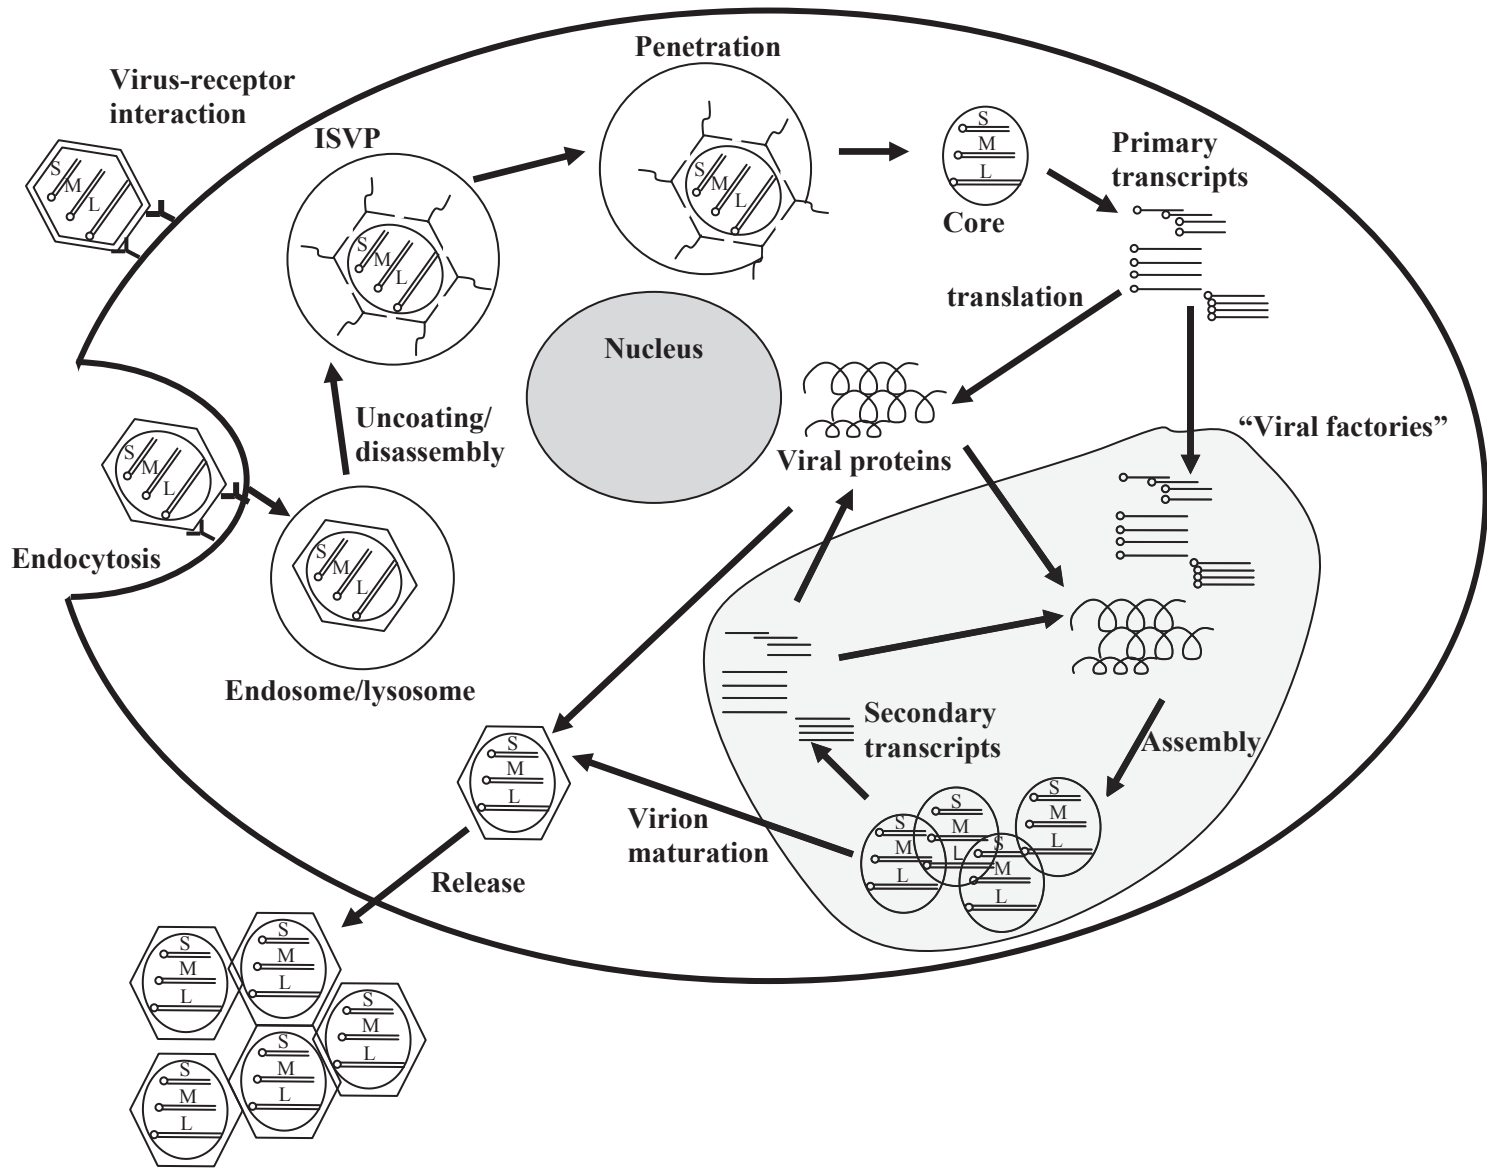 Penetration
Virus-receptor
interaction
ISVP
S
M
L
S
M
L
S
M
L
S
M
L
Core
Primary
transcripts
translation
Nucleus
Uncoating/
disassembly
"Viral factories"
Viral proteins
S
M
L
Endocytosis
S
M
L
Endosome/lysosome
Secondary
transcripts
Assembly
S
M
L
Virion
maturation
S
M
L
S
M
L
S
M
L
S
M
L
Release
S
M
L
S
M
L
S
M
L
S
M
L
S
M
L